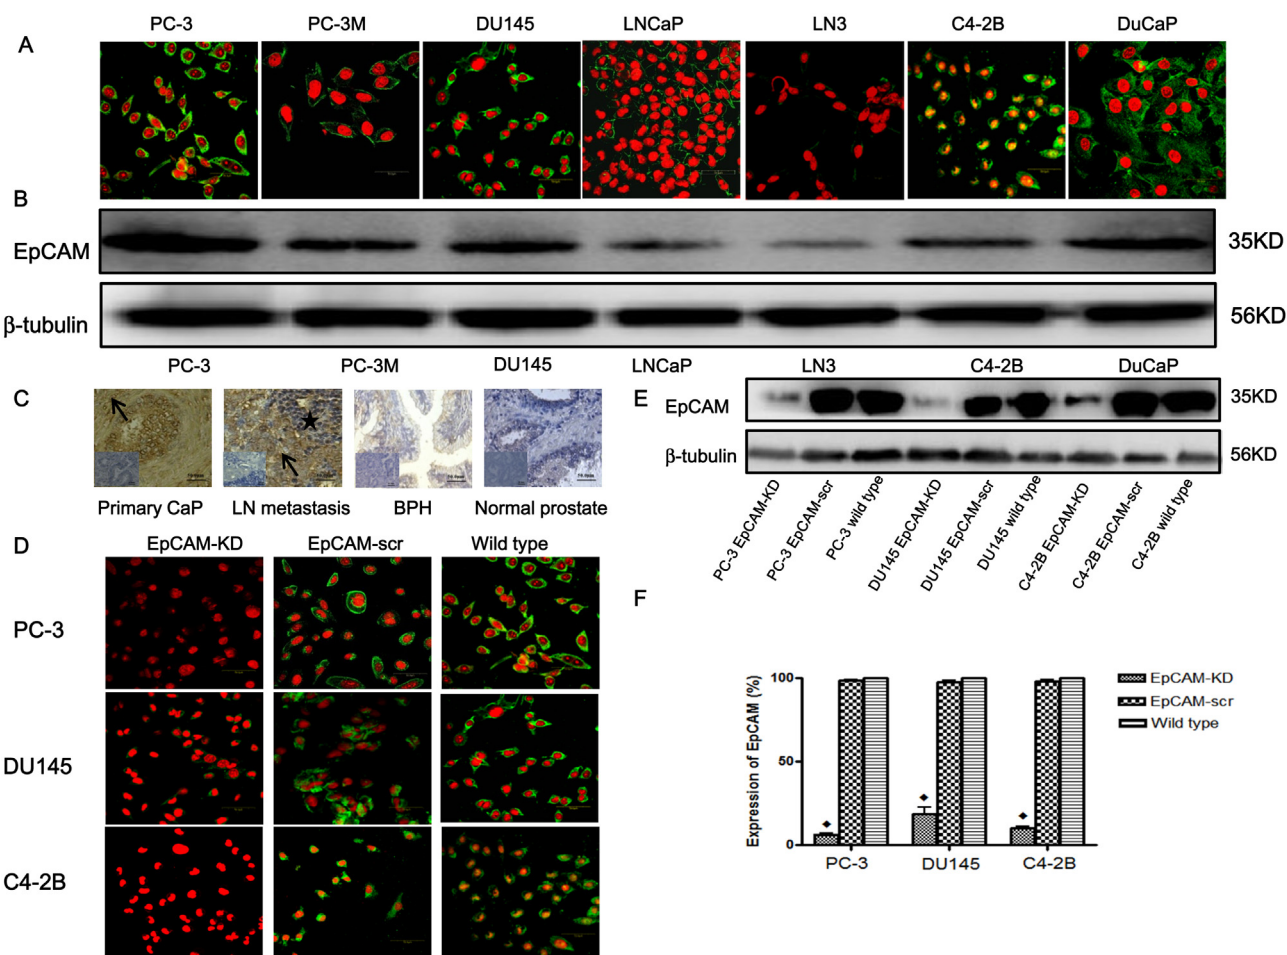 PC-3 PC-3M DU145 LNCaP LN3 C4-2B DuCaP
A
B
EpCAM 35KD
β-tubulin 56KD
PC-3 PC-3M DU145 LNCaP LN3 C4-2B DuCaP
C
Primary CaP LN metastasis BPH Normal prostate
D
EpCAM-KD EpCAM-scr Wild type
PC-3
DU145
C4-2B
E
EpCAM 35KD
β-tubulin 56KD
PC-3 EpCAM-KD
PC-3 EpCAM-scr
PC-3 wild type
DU145 EpCAM-KD
DU145 EpCAM-scr
DU145 wild type
C4-2B EpCAM-KD
C4-2B EpCAM-scr
C4-2B wild type
F
Expression of EpCAM (%)
100
50
0
PC-3 DU145 C4-2B
EpCAM-KD
EpCAM-scr
Wild type